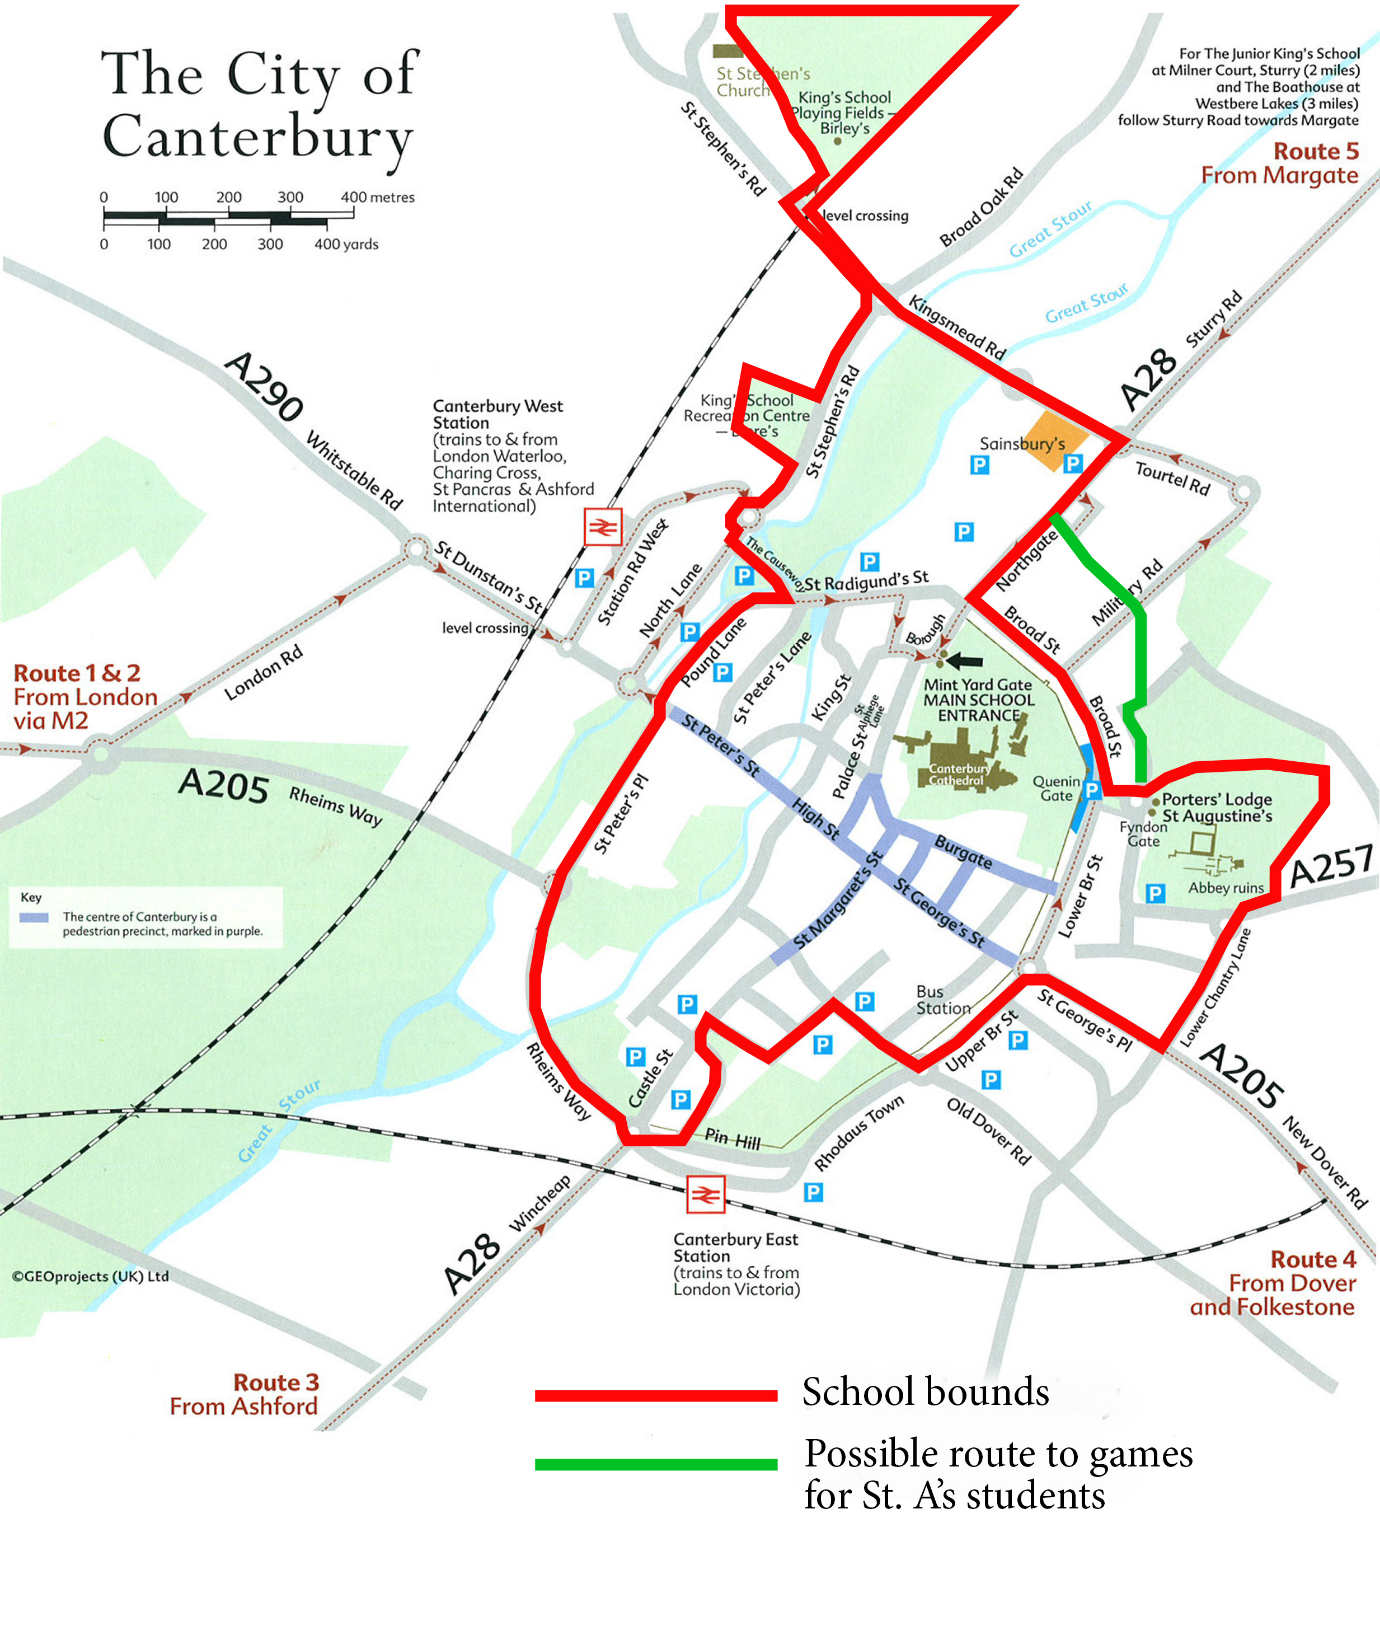 The City of
Canterbury
0 100 200 300 400 metres
0 100 200 300 400 yards
For The Junior King's School
at Milner Court, Sturry (2 miles)
and The Boathouse at
Westbere Lakes (3 miles)
follow Sturry Road towards Margate
Route 5
From Margate
St Stephen's
Church
King's School
Playing Fields –
Birley's
St Stephen's Rd
level crossing
Broad Oak Rd
Great Stour
Great Stour
Kingsmead Rd
Sturry Rd
A28
A290
Whitstable Rd
Canterbury West
Station
(trains to & from
London Waterloo,
Charing Cross,
St Pancras & Ashford
International)
King's School
Recreation Centre
– Blore's
St Stephen's Rd
Sainsbury's
P
P
P
Tourtel Rd
St Dunstan's St
Station Rd West
North Lane
The Causeway
P
P
P
St Radigund's St
Northgate
Military Rd
level crossing
London Rd
Route 1 & 2
From London
via M2
P
P
Pound Lane
St Peter's Lane
King St
St Alphege
Lane
Borough
Broad St
Broad St
Mint Yard Gate
MAIN SCHOOL
ENTRANCE
Palace St
Canterbury
Cathedral
Quenin
Gate
P
Porters' Lodge
St Augustine's
Fyndon
Gate
Abbey ruins
P
A257
A205
Rheims Way
St Peter's Pl
St Peter's St
High St
Burgate
St Margaret's St
St George's St
Lower Br St
Lower Chantry Lane
Key
The centre of Canterbury is a
pedestrian precinct, marked in purple.
Bus
Station
P
P
P
P
P
P
P
St George's Pl
Upper Br St
Rheims Way
Castle St
Pin Hill
Rhodaus Town
Old Dover Rd
A205
New Dover Rd
Great Stour
P
Wincheap
A28
Canterbury East
Station
(trains to & from
London Victoria)
©GEOprojects (UK) Ltd
Route 4
From Dover
and Folkestone
Route 3
From Ashford
School bounds
Possible route to games
for St. A's students